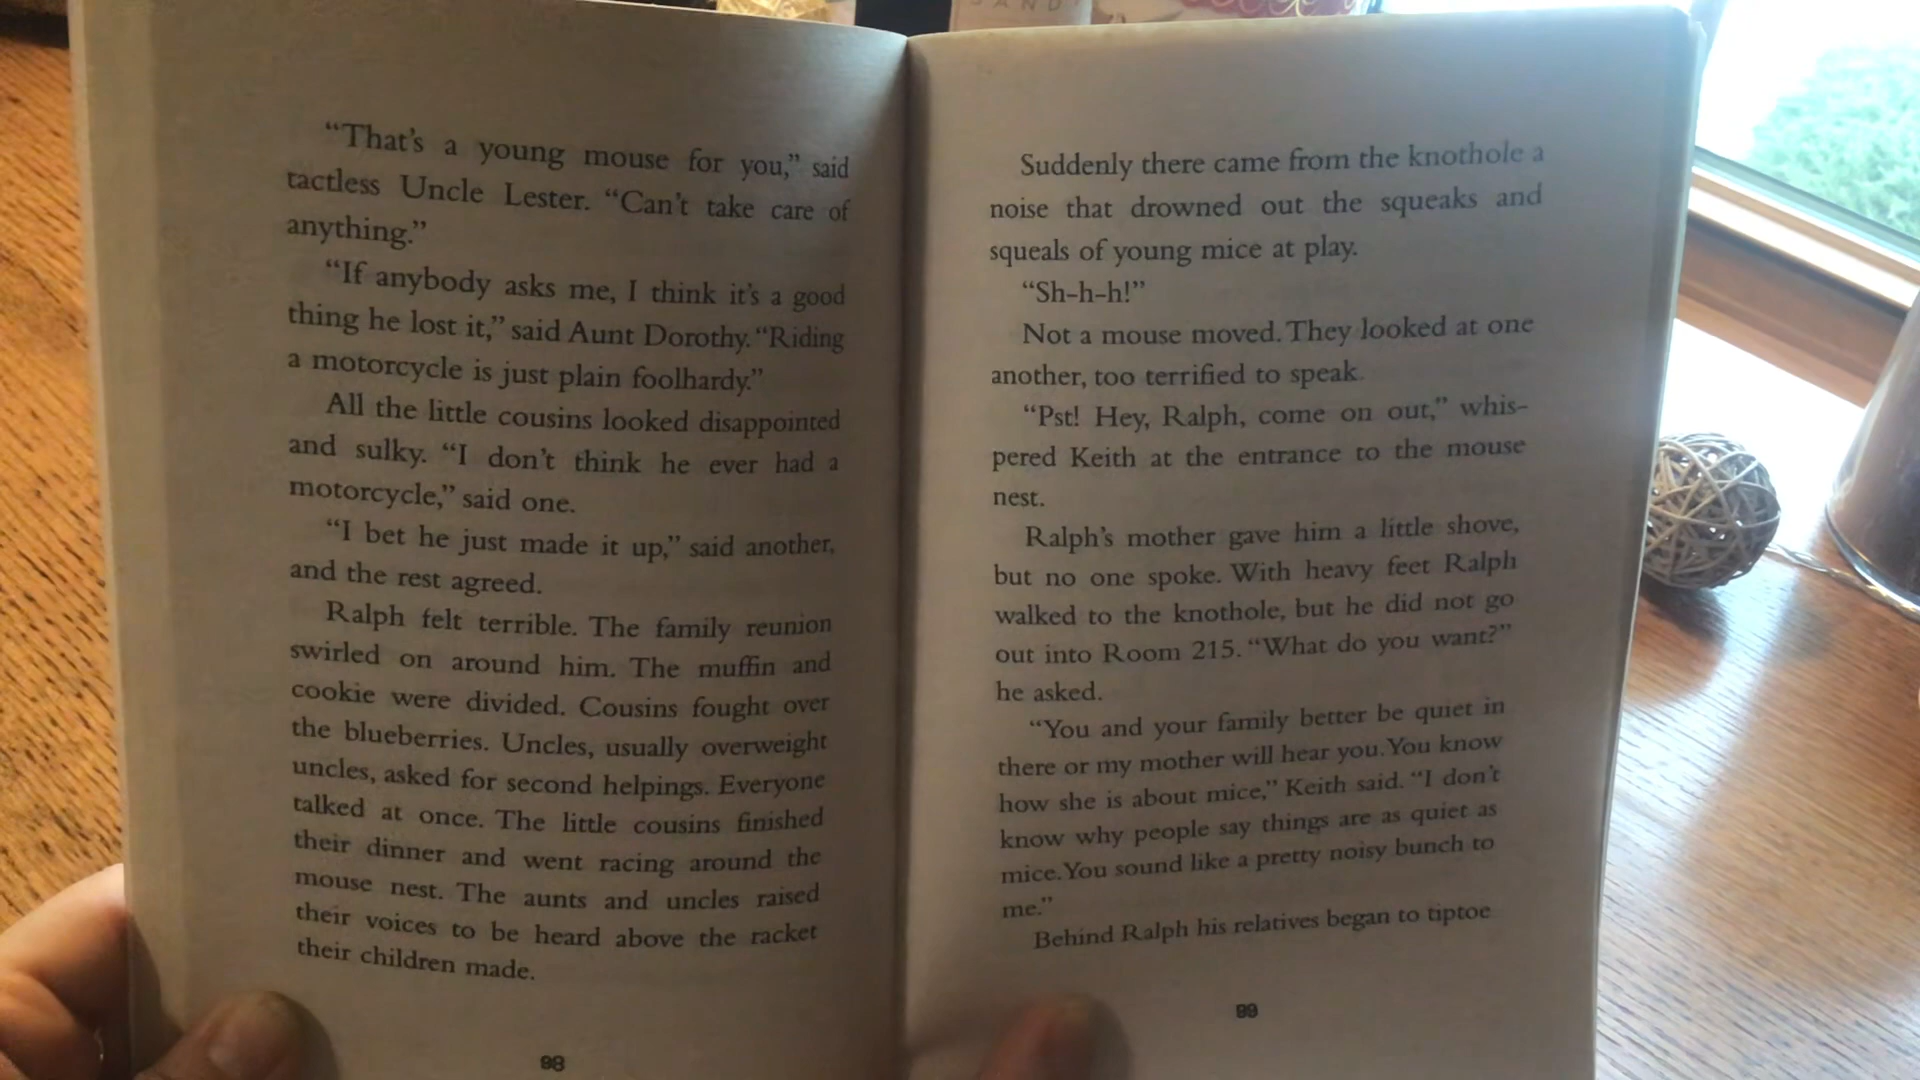 SAND
“That’s a young mouse for you,” said
tactless Uncle Lester. “Can’t take care of
anything.”
“If anybody asks me, I think it’s a good
thing he lost it,” said Aunt Dorothy. “Riding
a motorcycle is just plain foolhardy.”
All the little cousins looked disappointed
and sulky. “I don’t think he ever had a
motorcycle,” said one.
“I bet he just made it up,” said another,
and the rest agreed.
Ralph felt terrible. The family reunion
swirled on around him. The muffin and
cookie were divided. Cousins fought over
the blueberries. Uncles, usually overweight
uncles, asked for second helpings. Everyone
talked at once. The little cousins finished
their dinner and went racing around the
mouse nest. The aunts and uncles raised
their voices to be heard above the racket
their children made.
98
Suddenly there came from the knothole a
noise that drowned out the squeaks and
squeals of young mice at play.
“Sh-h-h!”
Not a mouse moved. They looked at one
another, too terrified to speak.
“Pst! Hey, Ralph, come on out,” whis-
pered Keith at the entrance to the mouse
nest.
Ralph’s mother gave him a little shove,
but no one spoke. With heavy feet Ralph
walked to the knothole, but he did not go
out into Room 215. “What do you want?”
he asked.
“You and your family better be quiet in
there or my mother will hear you. You know
how she is about mice,” Keith said. “I don’t
know why people say things are as quiet as
mice. You sound like a pretty noisy bunch to
me.”
Behind Ralph his relatives began to tiptoe
99